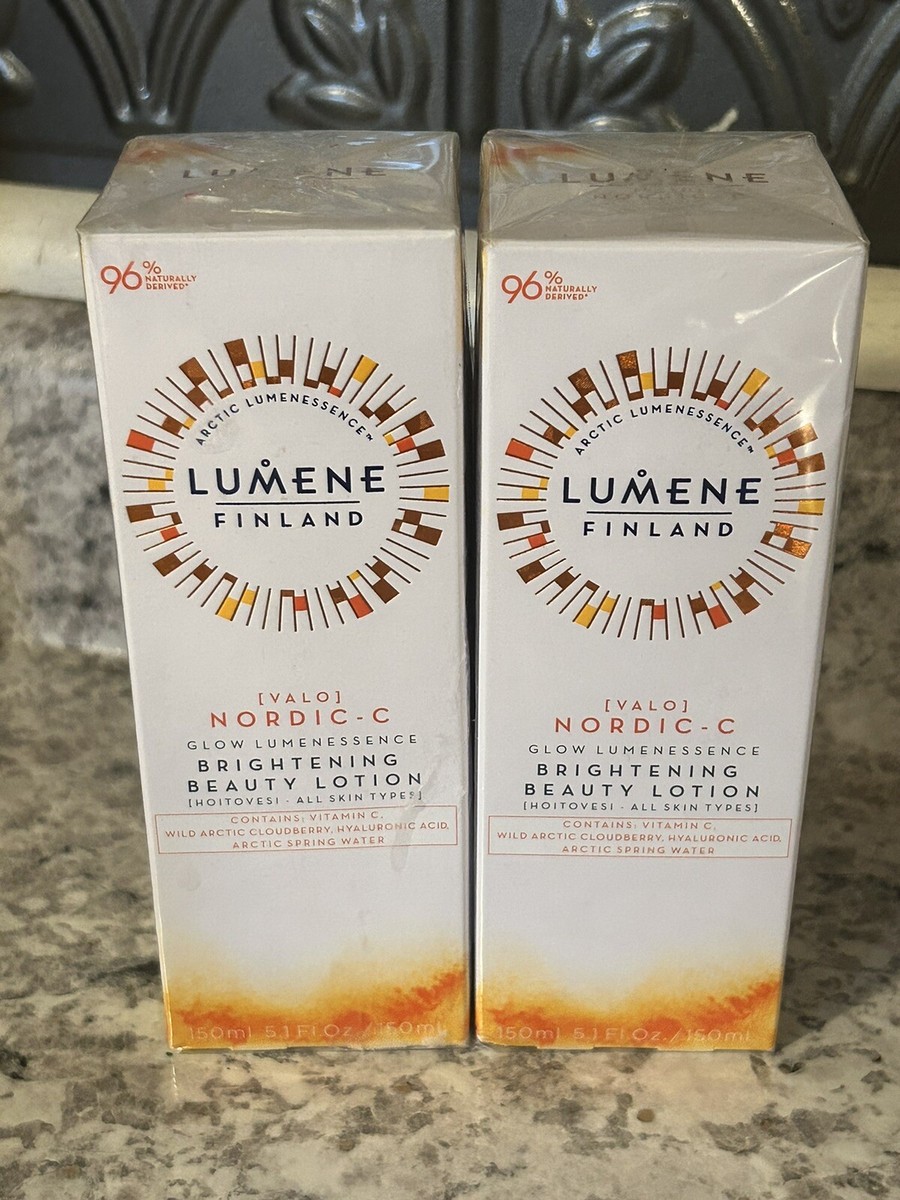 LUMENE
96%
NATURALLY
DERIVED*
ARCTIC LUMENESSENCE™
LUMENE
FINLAND
[VALO]
NORDIC-C
GLOW LUMENESSENCE
BRIGHTENING
BEAUTY LOTION
[HOITOVESI - ALL SKIN TYPES]
CONTAINS: VITAMIN C,
WILD ARCTIC CLOUDBERRY, HYALURONIC ACID,
ARCTIC SPRING WATER
150ml 5.1 Fl.Oz./150ml
LUMENE
96%
NATURALLY
DERIVED*
ARCTIC LUMENESSENCE™
LUMENE
FINLAND
[VALO]
NORDIC-C
GLOW LUMENESSENCE
BRIGHTENING
BEAUTY LOTION
[HOITOVESI - ALL SKIN TYPES]
CONTAINS: VITAMIN C,
WILD ARCTIC CLOUDBERRY, HYALURONIC ACID,
ARCTIC SPRING WATER
150ml 5.1 Fl.Oz./150ml